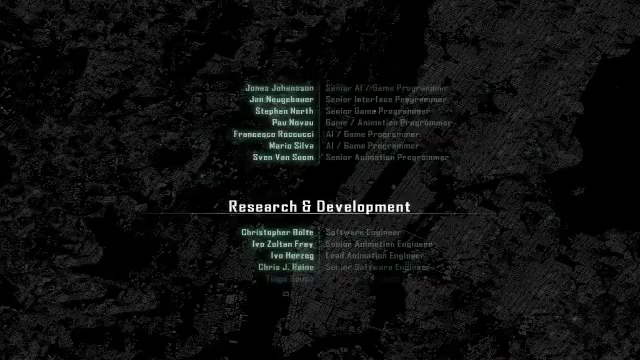 Jonas Johansson Senior AI / Game Programmer
Jan Neugebauer Senior Interface Programmer
Stephen North Senior Game Programmer
Pau Novau Game / Animation Programmer
Francesco Roccucci AI / Game Programmer
Mario Silva AI / Game Programmer
Sven Van Soom Senior Animation Programmer
Research & Development
Christopher Bolte Software Engineer
Ivo Zoltan Frey Senior Animation Engineer
Ivo Herzeg Lead Animation Engineer
Chris J. Raine Senior Software Engineer